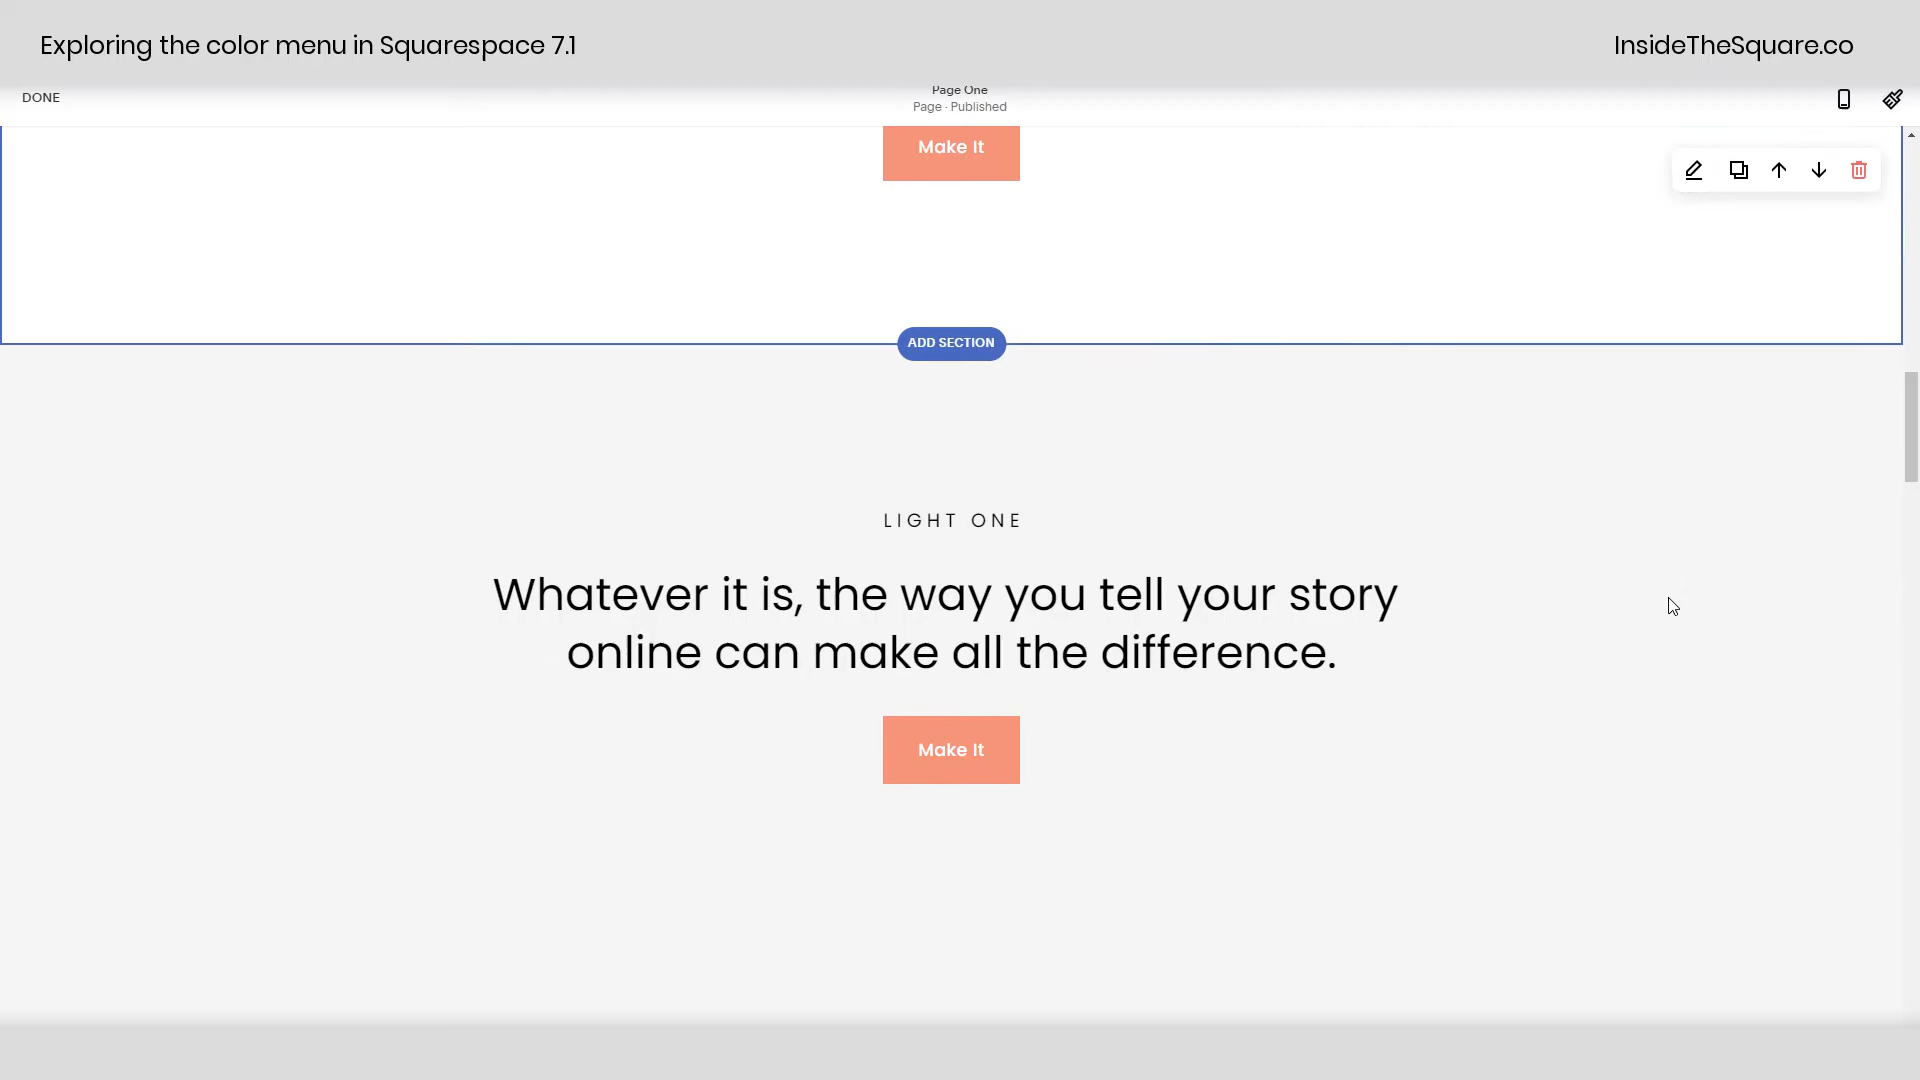 Exploring the color menu in Squarespace 7.1
InsideTheSquare.co
DONE
Page One
Page · Published
Make It
ADD SECTION
LIGHT ONE
Whatever it is, the way you tell your story
online can make all the difference.
Make It